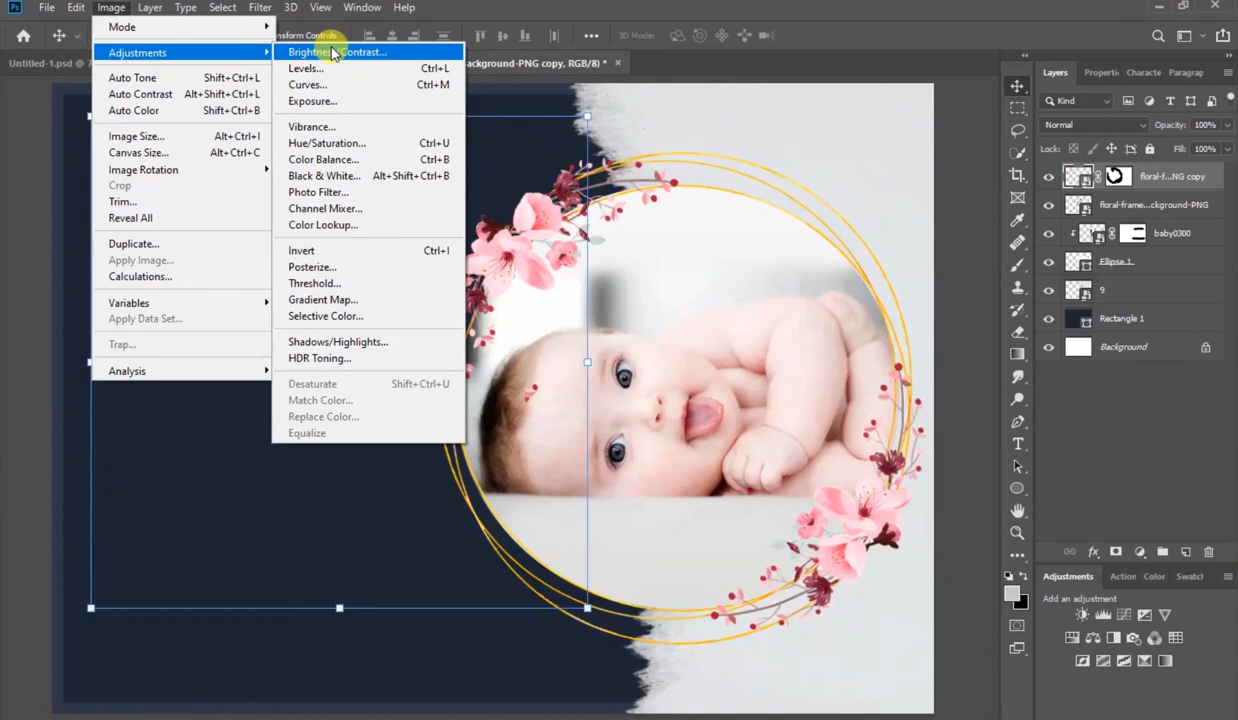 Ps File Edit Image Layer Type Select Filter 3D View Window Help
Transform Controls 3D Mode:
Untitled-1.psd @ ackground-PNG copy, RGB/8) *
Mode
Adjustments
Auto Tone Shift+Ctrl+L
Auto Contrast Alt+Shift+Ctrl+L
Auto Color Shift+Ctrl+B
Image Size... Alt+Ctrl+I
Canvas Size... Alt+Ctrl+C
Image Rotation
Crop
Trim...
Reveal All
Duplicate...
Apply Image...
Calculations...
Variables
Apply Data Set...
Trap...
Analysis
Brightness/Contrast...
Levels... Ctrl+L
Curves... Ctrl+M
Exposure...
Vibrance...
Hue/Saturation... Ctrl+U
Color Balance... Ctrl+B
Black & White... Alt+Shift+Ctrl+B
Photo Filter...
Channel Mixer...
Color Lookup...
Invert Ctrl+I
Posterize...
Threshold...
Gradient Map...
Selective Color...
Shadows/Highlights...
HDR Toning...
Desaturate Shift+Ctrl+U
Match Color...
Replace Color...
Equalize
Layers Properti Characte Paragrap
Kind
Normal Opacity: 100%
Lock: Fill: 100%
floral-f...NG copy
floral-frame...ckground-PNG
baby0300
Ellipse 1
9
Rectangle 1
Background
Adjustments Action Color Swatcl
Add an adjustment